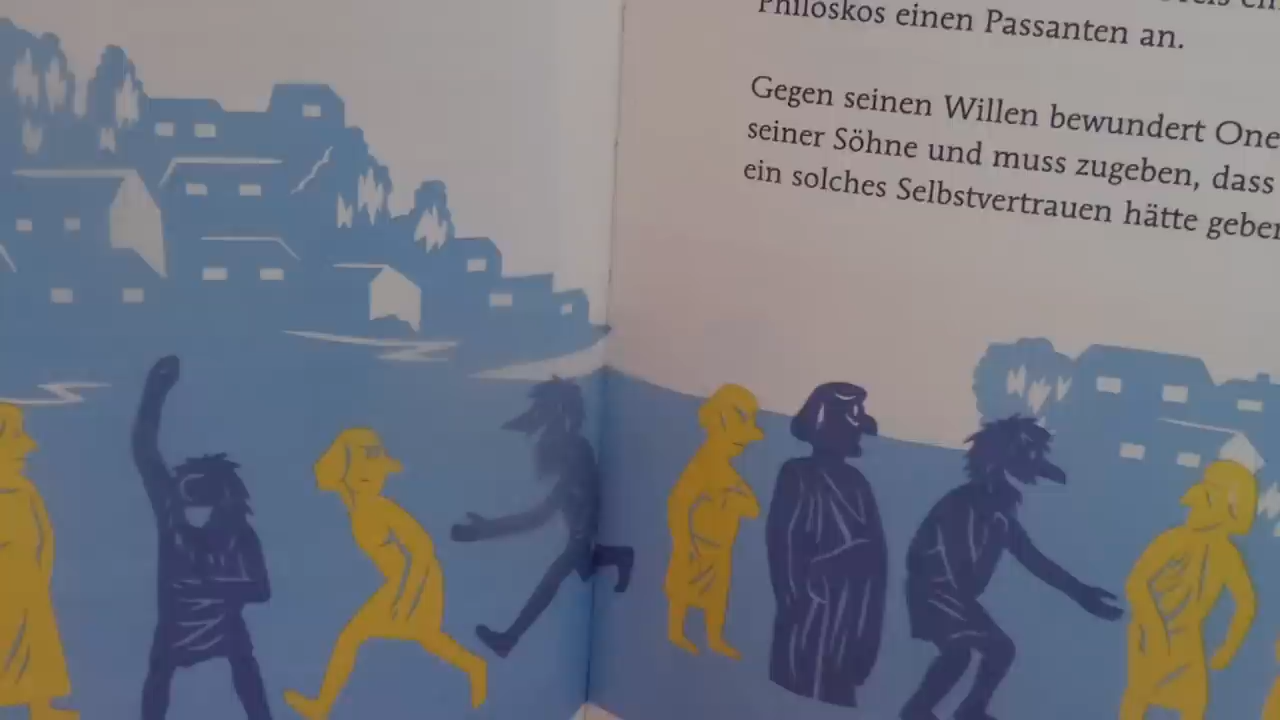 Philoskos einen Passanten an.
Gegen seinen Willen bewundert One
seiner Söhne und muss zugeben, dass
ein solches Selbstvertrauen hätte geben